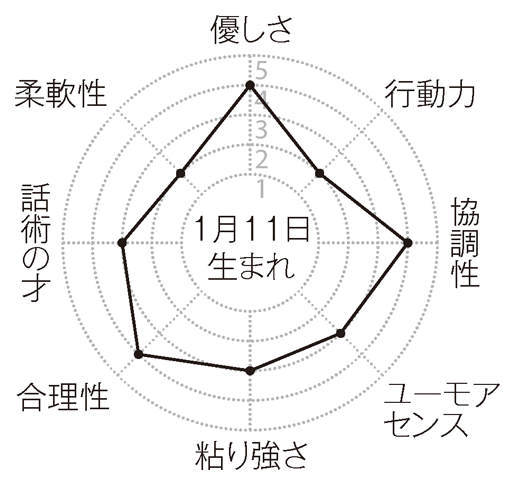 優しさ
行動力
協調性
ユーモア
センス
粘り強さ
合理性
話術の才
柔軟性
5
4
3
2
1
1月11日
生まれ